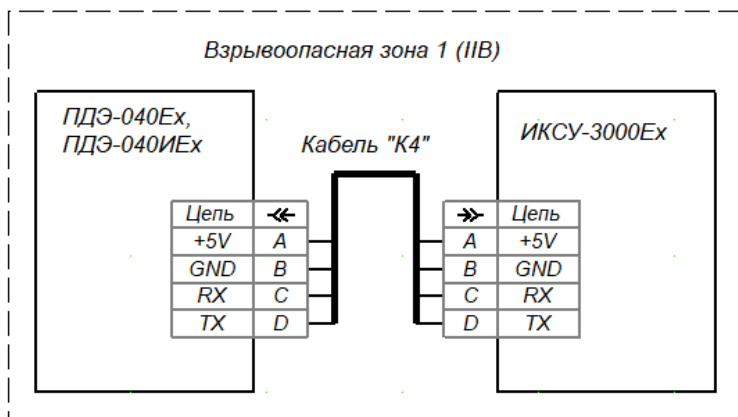 Взрывоопасная зона 1 (IIB)
ПДЭ-040Ex,
ПДЭ-040ИEx
Кабель "К4"
ИКСУ-3000Ex
Цепь
+5V A
GND B
RX C
TX D
Цепь
A +5V
B GND
C RX
D TX